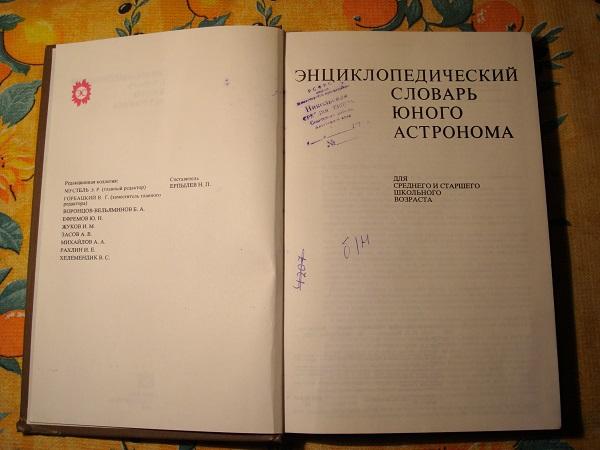 Редакционная коллегия:
МУСТЕЛЬ Э. Р. (главный редактор)
ГОРБАЦКИЙ В. Г. (заместитель главного
редактора)
ВОРОНЦОВ-ВЕЛЬЯМИНОВ Б. А.
ЕФРЕМОВ Ю. Н.
ЖУКОВ И. М.
ЗАСОВ А. В.
МИХАЙЛОВ А. А.
РАХЛИН И. Е.
ХЕЛЕМЕНДИК В. С.
Составитель
ЕРПЫЛЕВ Н. П.
ЭНЦИКЛОПЕДИЧЕСКИЙ
СЛОВАРЬ
ЮНОГО
АСТРОНОМА
ДЛЯ
СРЕДНЕГО И СТАРШЕГО
ШКОЛЬНОГО
ВОЗРАСТА
б/н
4207